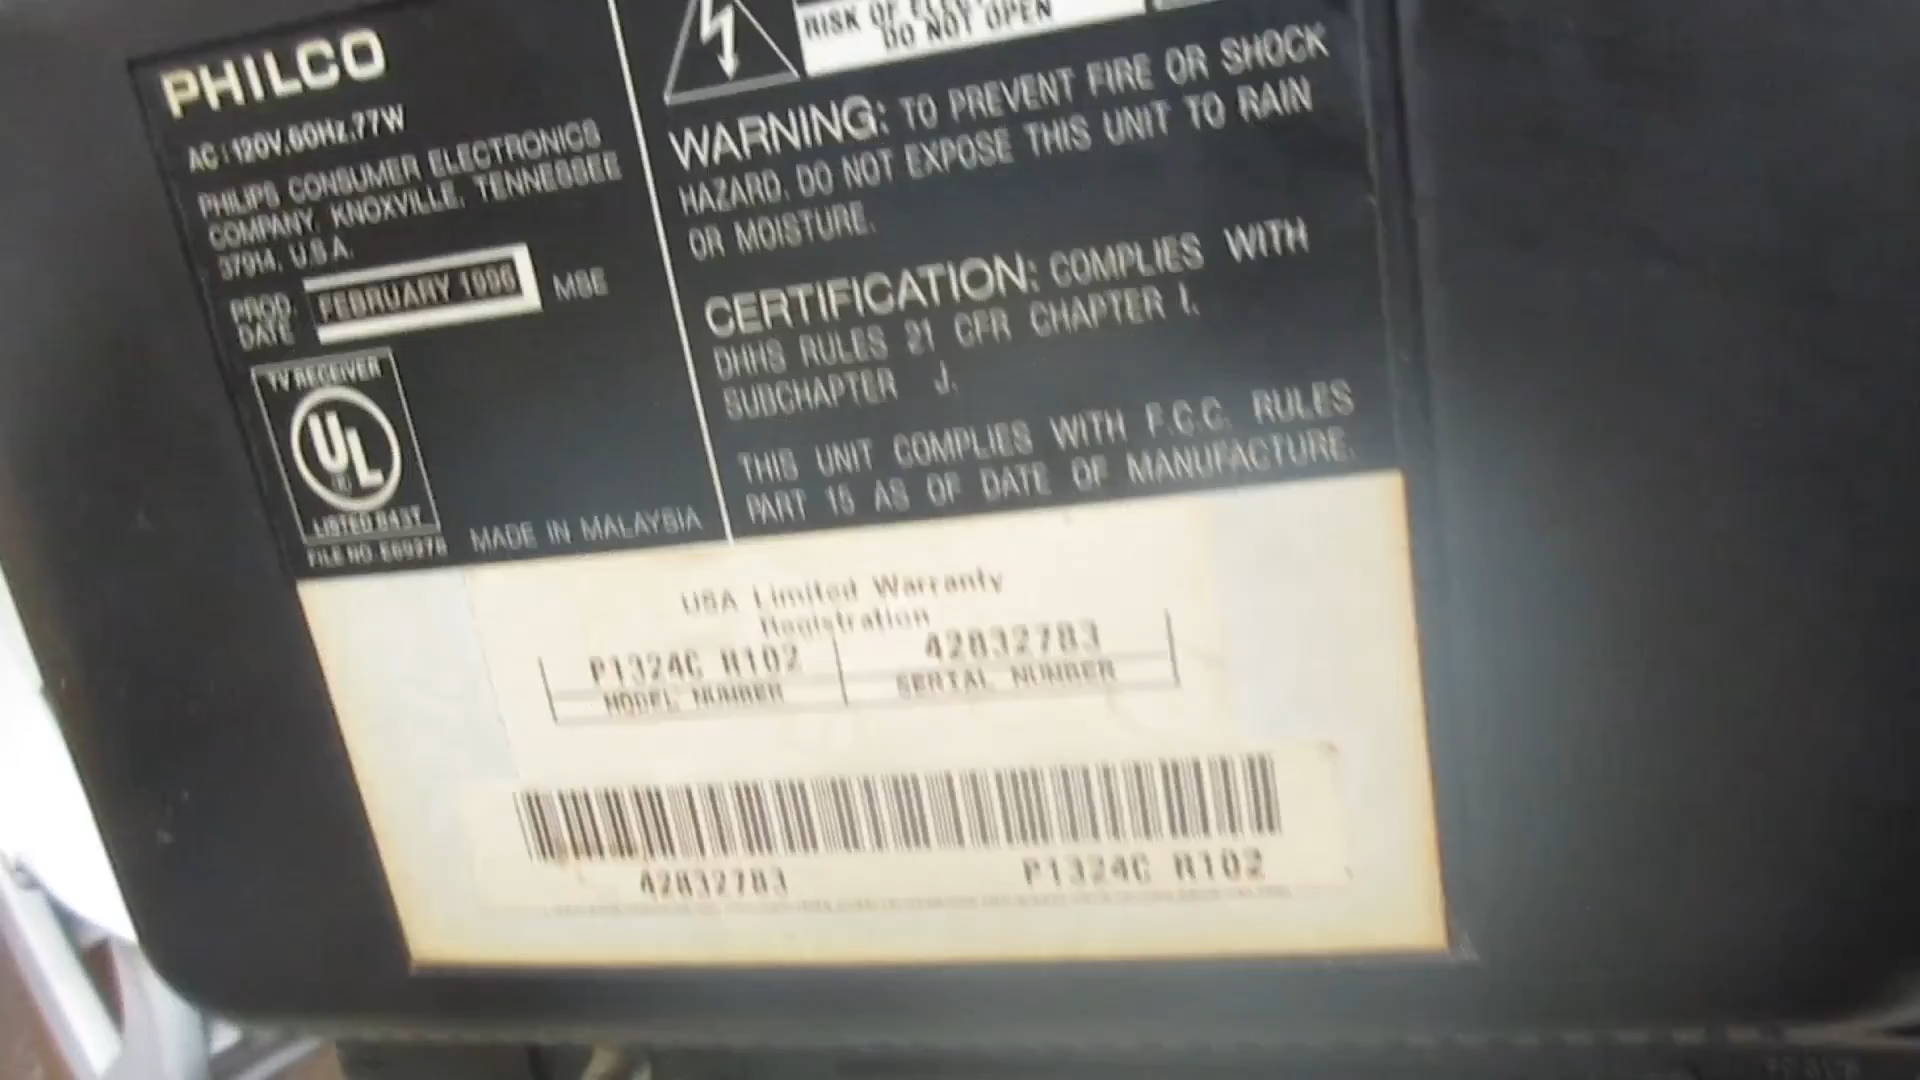 PHILCO
AC: 120V, 60Hz, 77W
PHILIPS CONSUMER ELECTRONICS
COMPANY, KNOXVILLE, TENNESSEE
37914, U.S.A.
PROD. DATE FEBRUARY 1996 MSE
TV RECEIVER
UL
LISTED 843T
FILE NO. E69276
MADE IN MALAYSIA
RISK OF
DO NOT OPEN
WARNING: TO PREVENT FIRE OR SHOCK
HAZARD, DO NOT EXPOSE THIS UNIT TO RAIN
OR MOISTURE.
CERTIFICATION: COMPLIES WITH
DHHS RULES 21 CFR CHAPTER I.
SUBCHAPTER J.
THIS UNIT COMPLIES WITH F.C.C. RULES
PART 15 AS OF DATE OF MANUFACTURE.
USA Limited Warranty
Registration
P1324C R102 42832783
MODEL NUMBER SERIAL NUMBER
42832783 P1324C R102